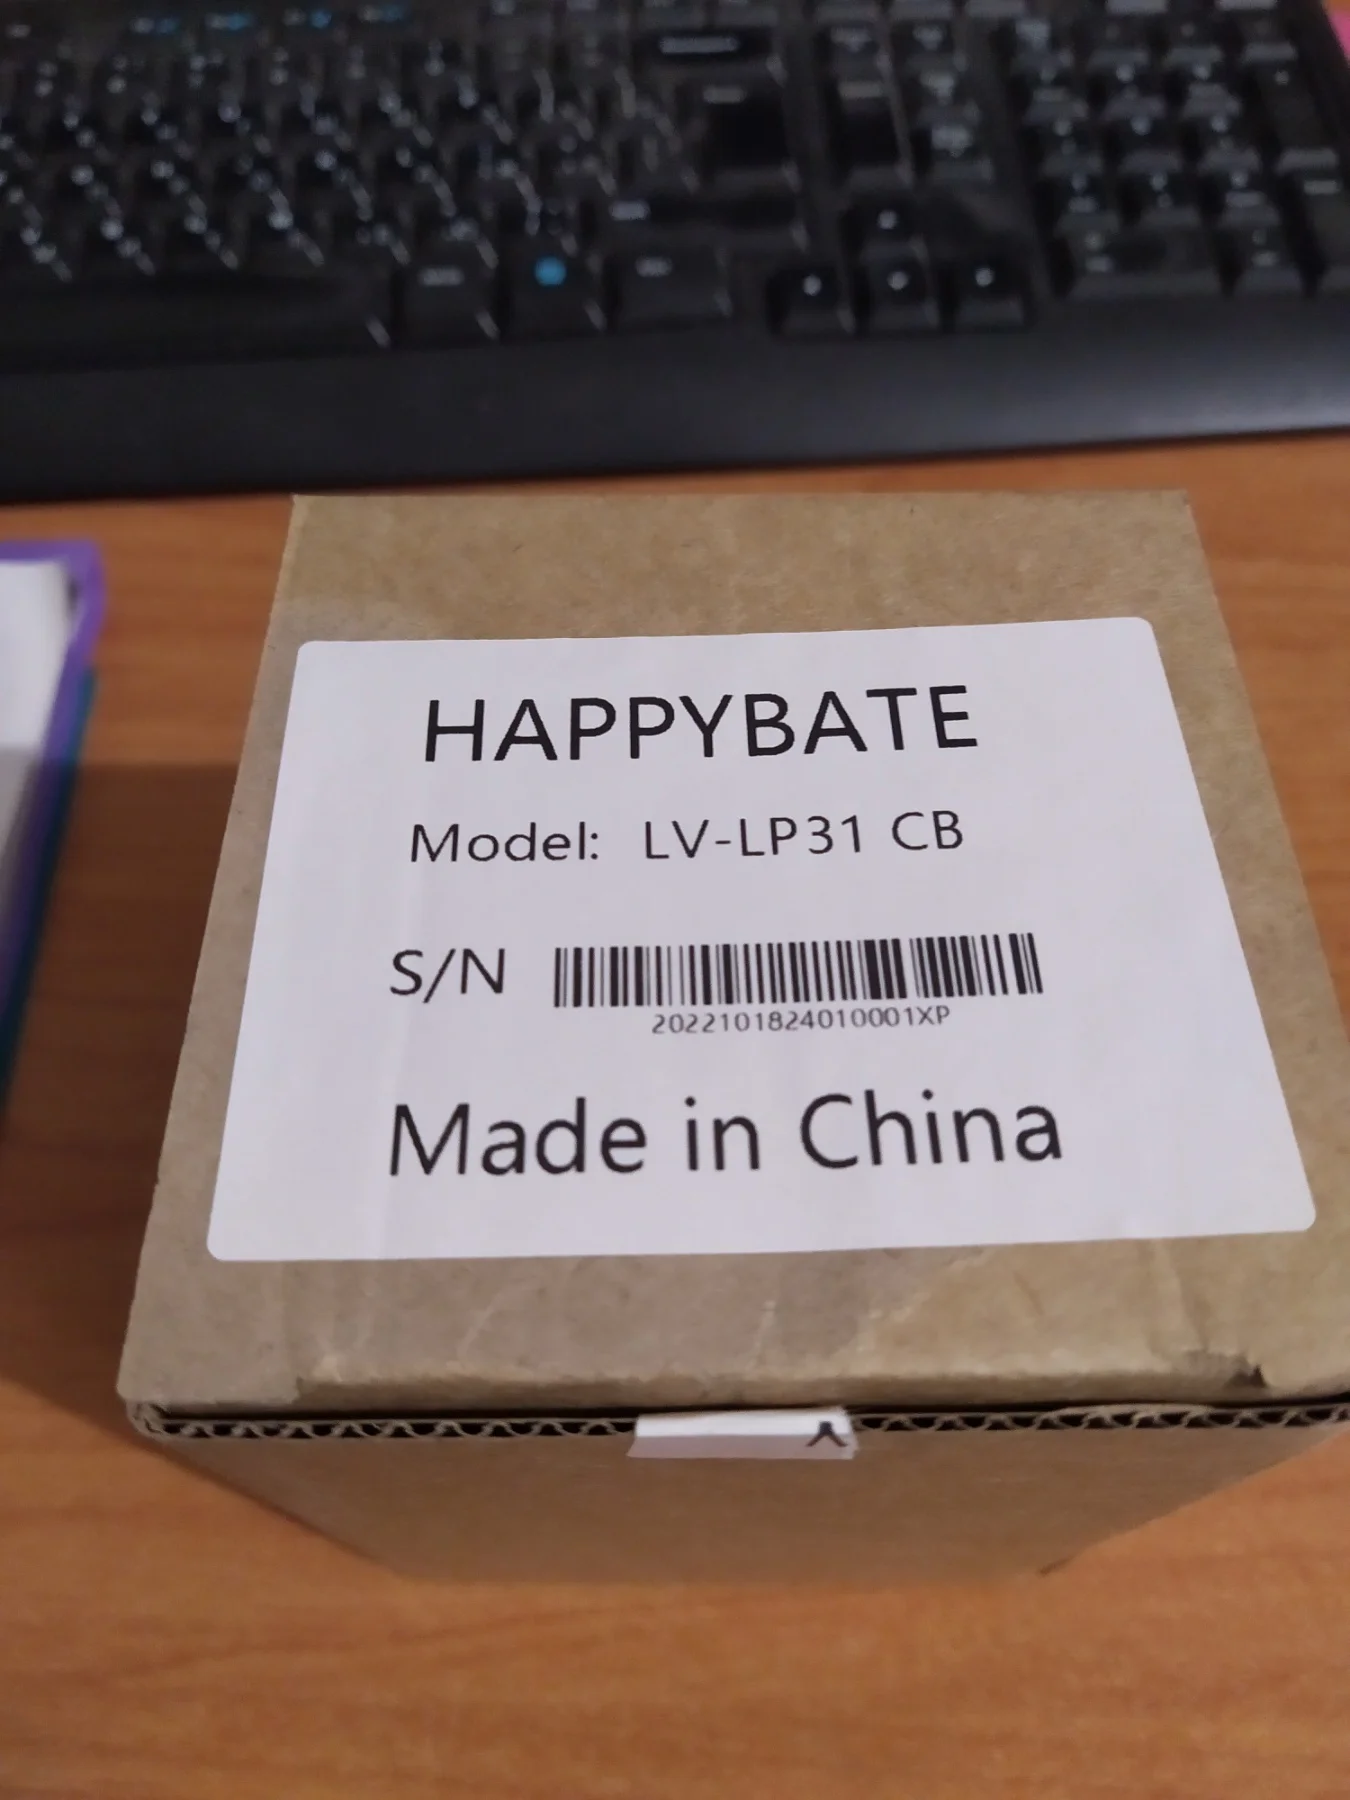 HAPPYBATE
Model: LV-LP31 CB
S/N
2022101824010001XP
Made in China